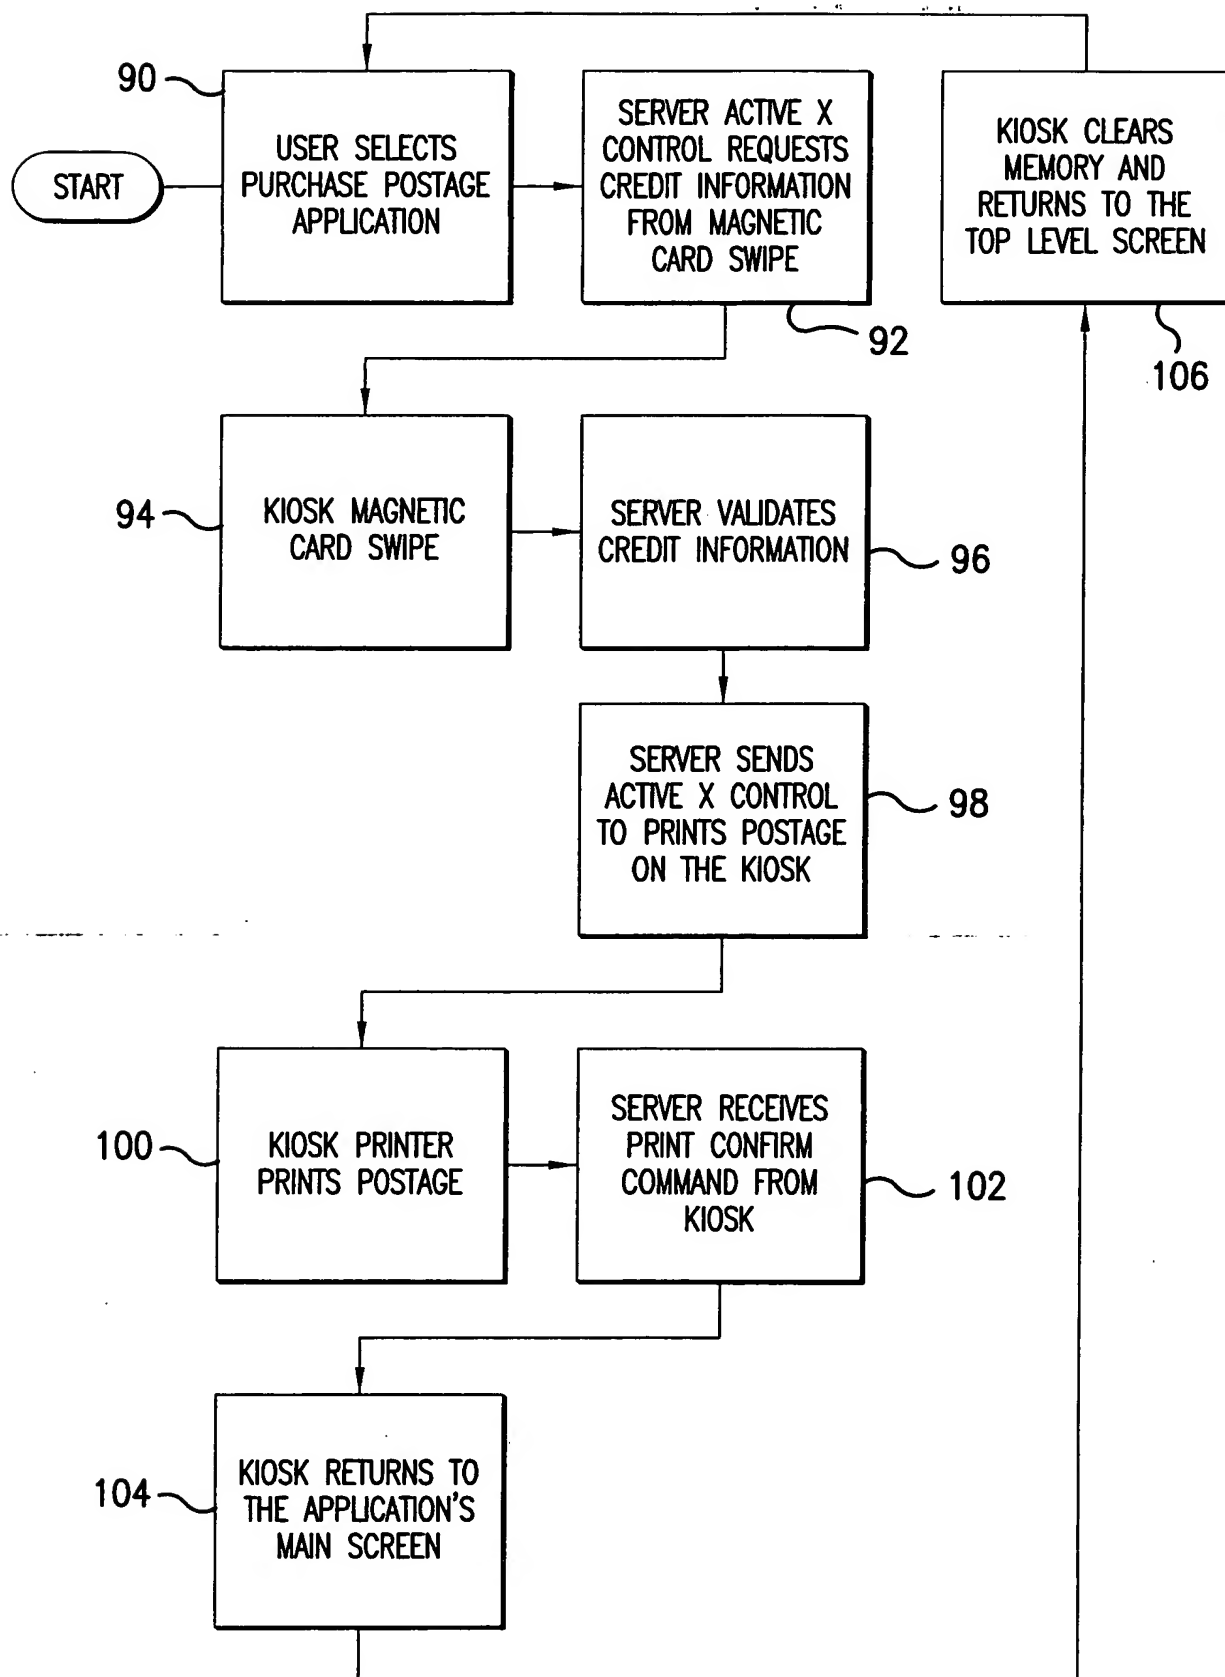 90
START
USER SELECTS
PURCHASE POSTAGE
APPLICATION
SERVER ACTIVE X
CONTROL REQUESTS
CREDIT INFORMATION
FROM MAGNETIC
CARD SWIPE
92
KIOSK CLEARS
MEMORY AND
RETURNS TO THE
TOP LEVEL SCREEN
106
94
KIOSK MAGNETIC
CARD SWIPE
SERVER VALIDATES
CREDIT INFORMATION
96
SERVER SENDS
ACTIVE X CONTROL
TO PRINTS POSTAGE
ON THE KIOSK
98
100
KIOSK PRINTER
PRINTS POSTAGE
SERVER RECEIVES
PRINT CONFIRM
COMMAND FROM
KIOSK
102
104
KIOSK RETURNS TO
THE APPLICATION'S
MAIN SCREEN